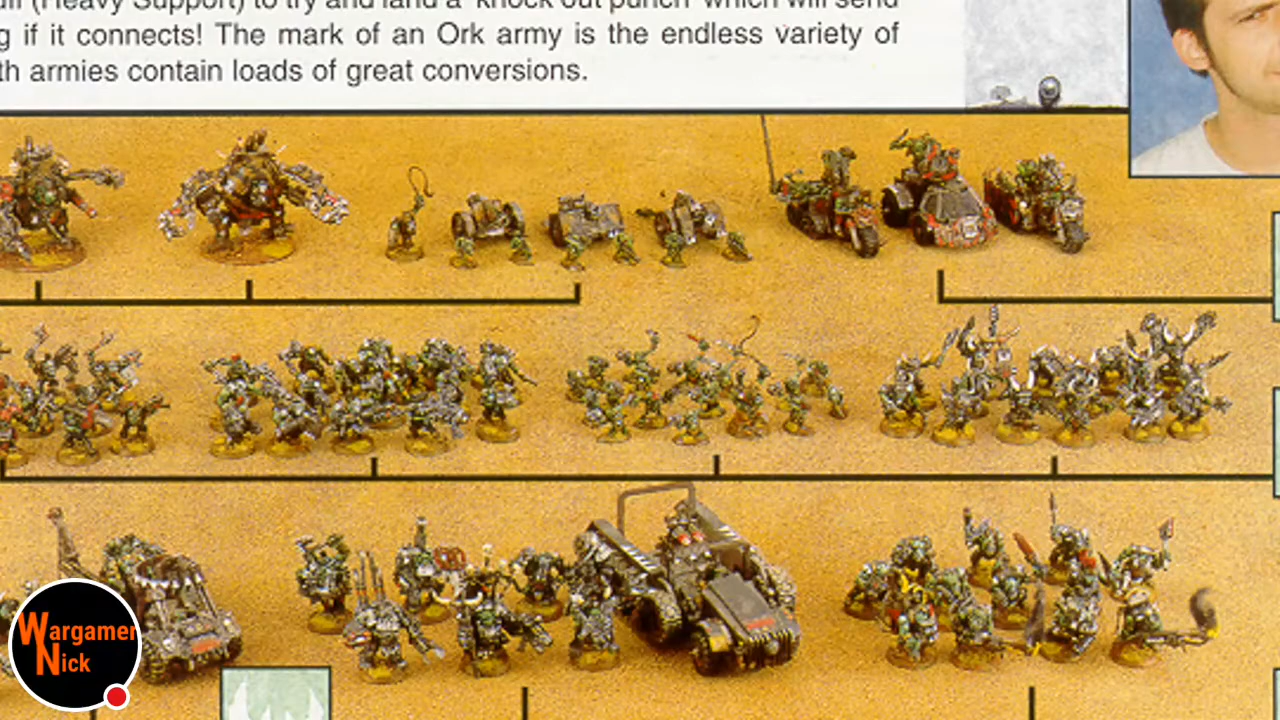 (Heavy Support) to try and land a 'knock out punch' which will send
g if it connects! The mark of an Ork army is the endless variety of
th armies contain loads of great conversions.
Wargamer
Nick